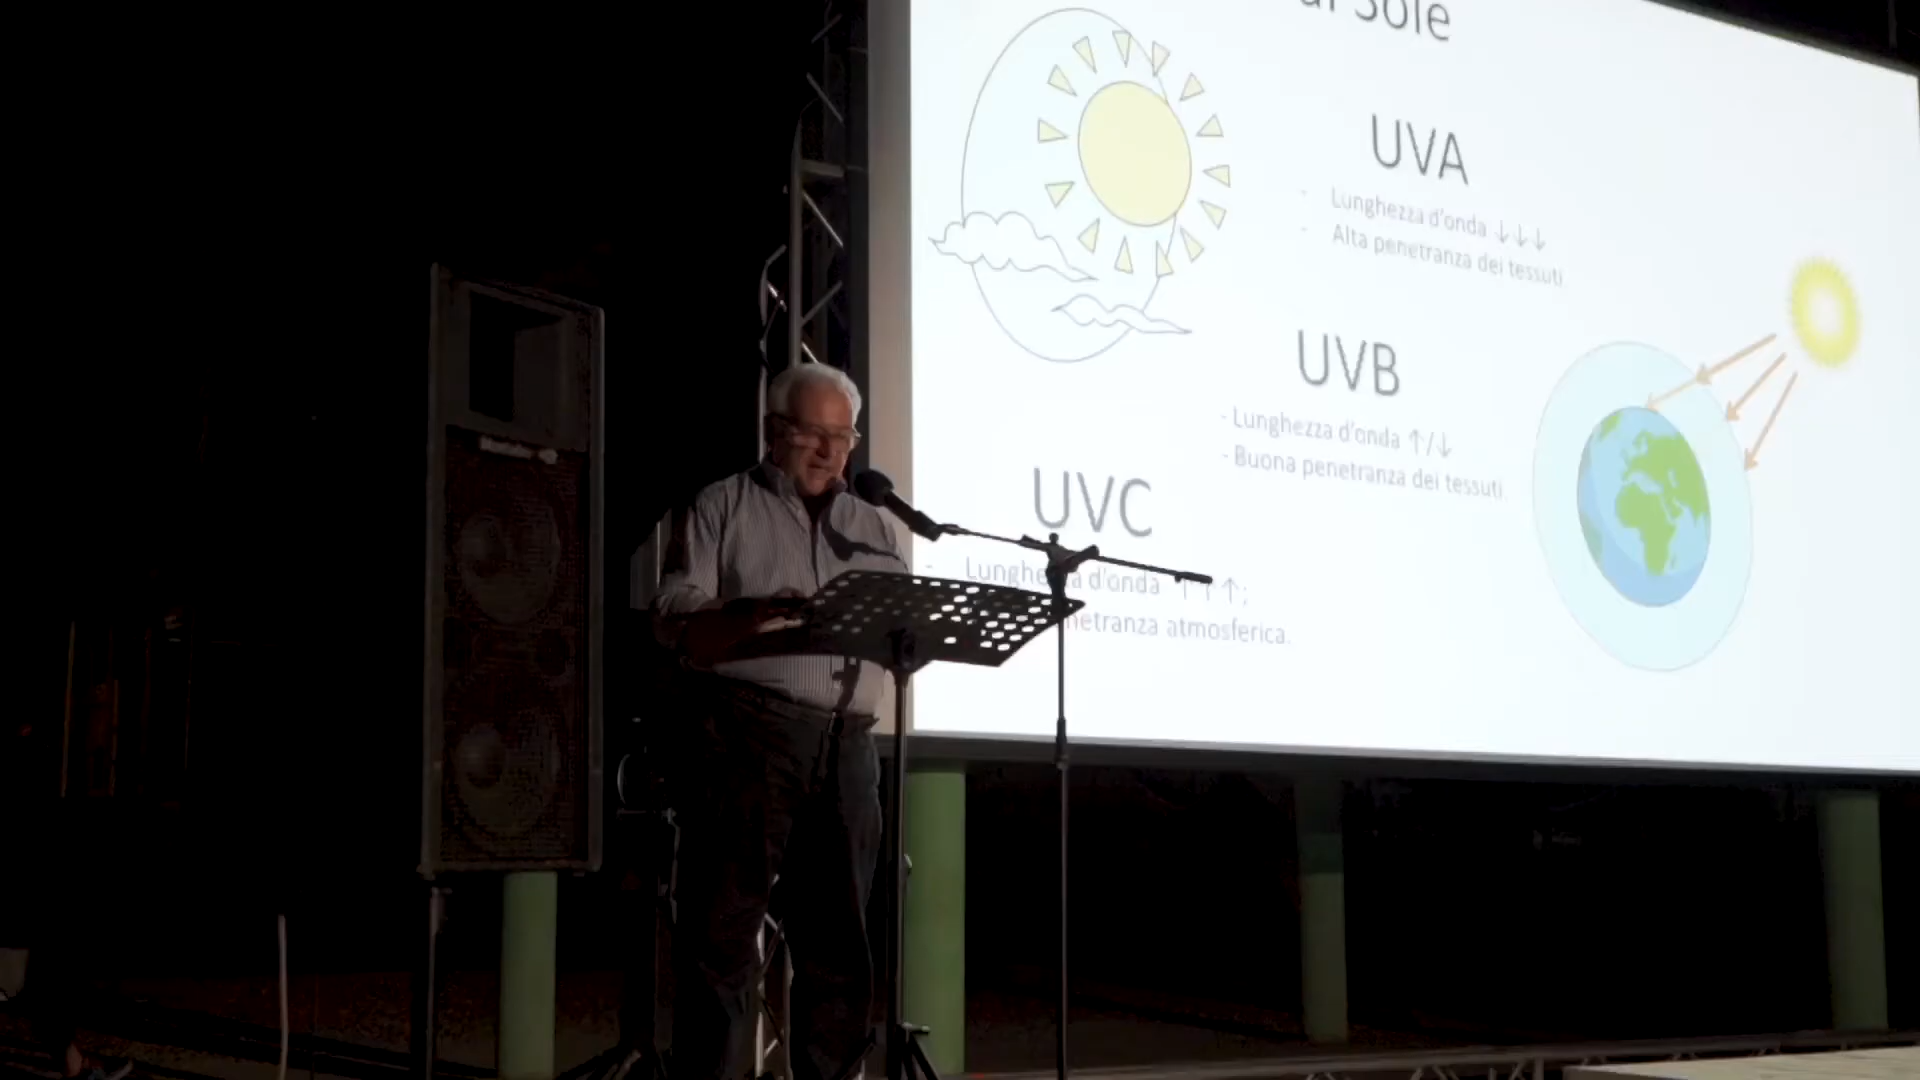 Sole
UVA
- Lunghezza d'onda ↓↓↓
- Alta penetranza dei tessuti.
UVB
- Lunghezza d'onda ↑/↓
- Buona penetranza dei tessuti.
UVC
- Lunghezza d'onda ↑↑↑;
atmosferica.